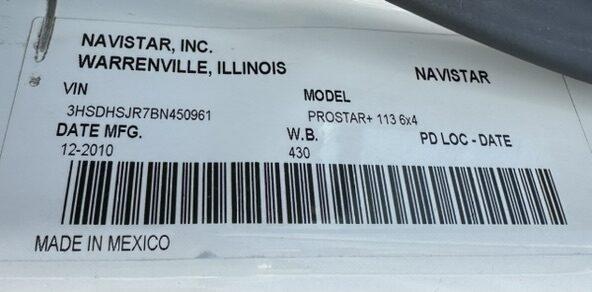 NAVISTAR, INC.
WARRENVILLE, ILLINOIS
NAVISTAR
VIN
MODEL
3HSDHSJR7BN450961
PROSTAR+ 113 6x4
DATE MFG.
W.B.
PD LOC - DATE
12-2010
430
MADE IN MEXICO